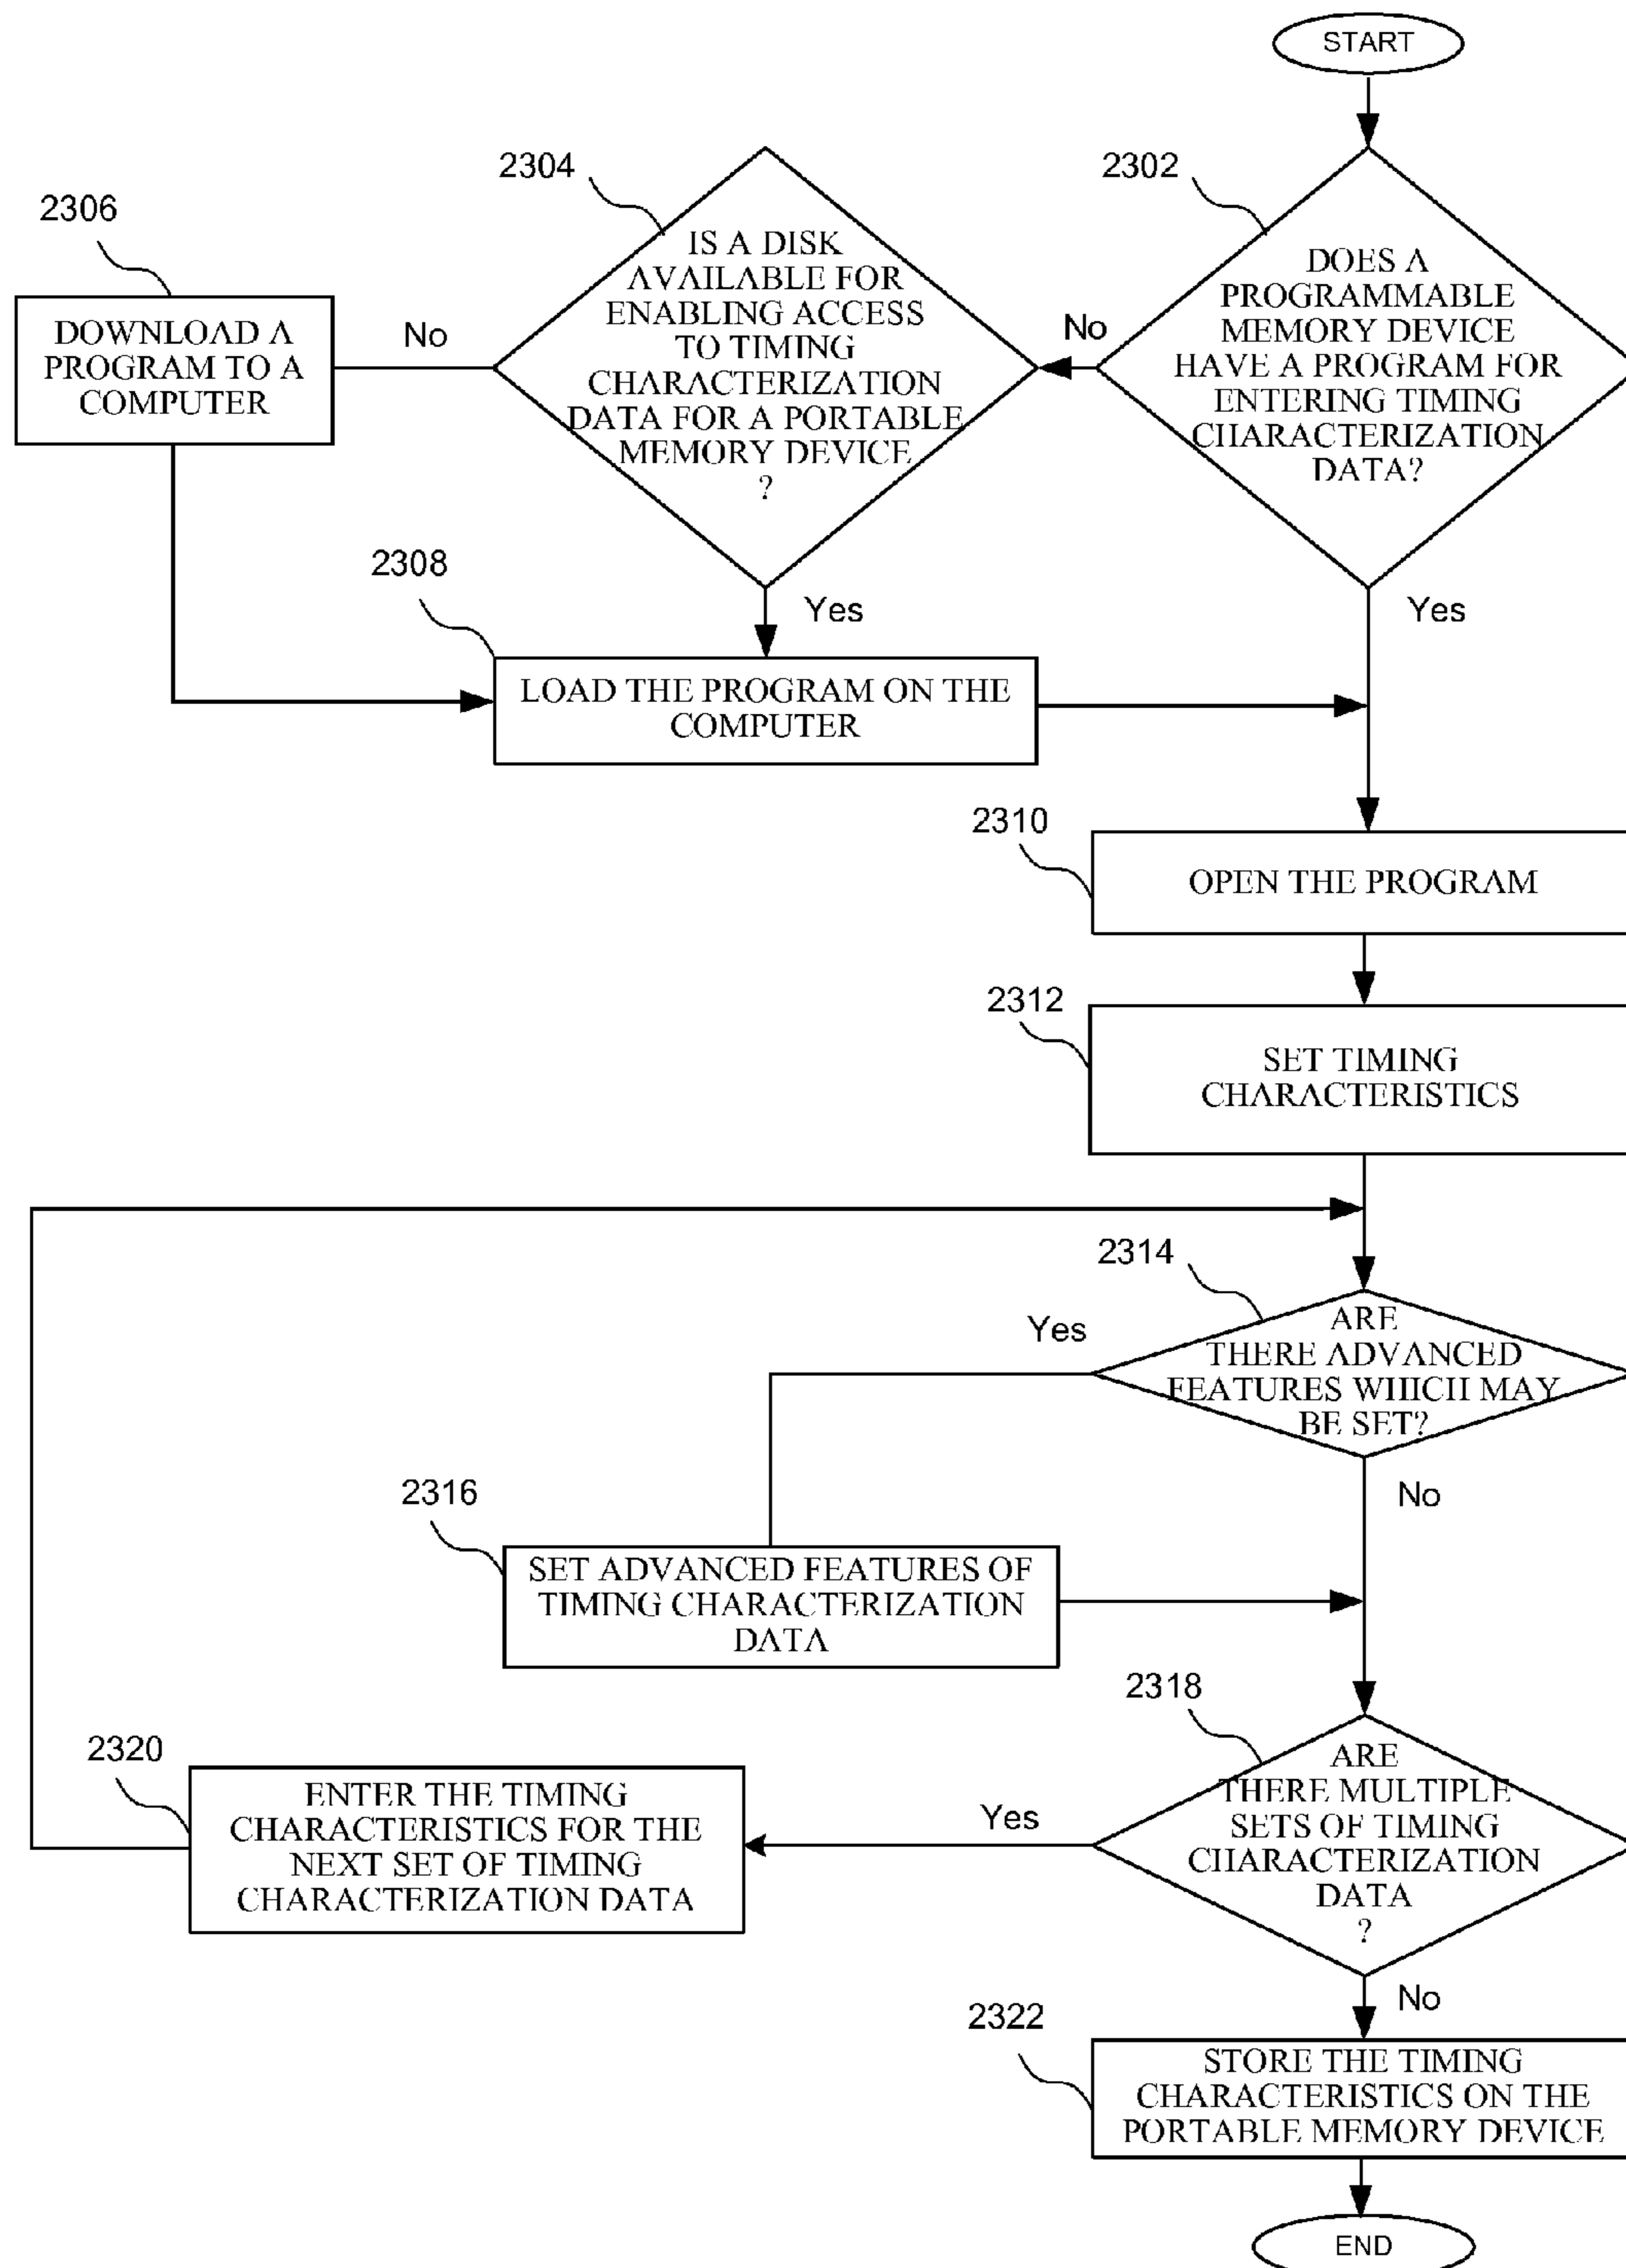 START
2302
DOES A
PROGRAMMABLE
MEMORY DEVICE
HAVE A PROGRAM FOR
ENTERING TIMING
CHARACTERIZATION
DATA?
No
Yes
2304
IS A DISK
AVAILABLE FOR
ENABLING ACCESS
TO TIMING
CHARACTERIZATION
DATA FOR A PORTABLE
MEMORY DEVICE
?
No
Yes
2306
DOWNLOAD A
PROGRAM TO A
COMPUTER
2308
LOAD THE PROGRAM ON THE
COMPUTER
2310
OPEN THE PROGRAM
2312
SET TIMING
CHARACTERISTICS
2314
ARE
THERE ADVANCED
FEATURES WHICH MAY
BE SET?
Yes
No
2316
SET ADVANCED FEATURES OF
TIMING CHARACTERIZATION
DATA
2318
ARE
THERE MULTIPLE
SETS OF TIMING
CHARACTERIZATION
DATA
?
Yes
No
2320
ENTER THE TIMING
CHARACTERISTICS FOR THE
NEXT SET OF TIMING
CHARACTERIZATION DATA
2322
STORE THE TIMING
CHARACTERISTICS ON THE
PORTABLE MEMORY DEVICE
END